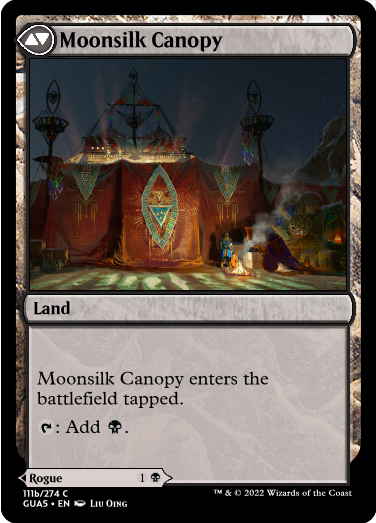 Moonsilk Canopy
Land
Moonsilk Canopy enters the
battlefield tapped.
: Add .
Rogue 1
111b/274 C
GUA5 • EN LIU QING
™ & © 2022 Wizards of the Coast